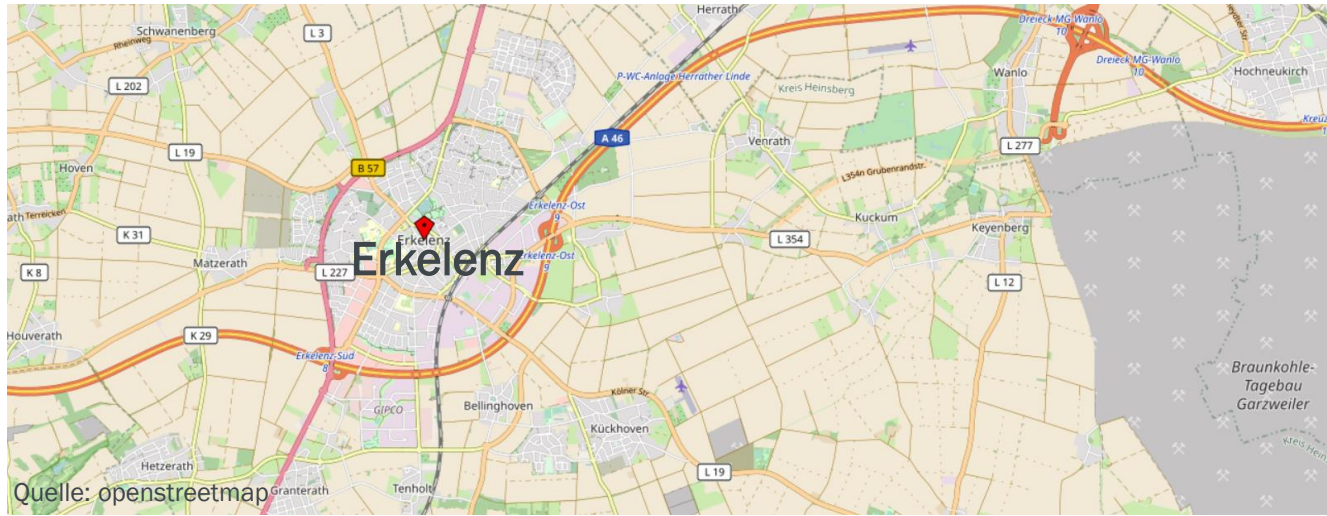 Herrath
Dreieck MG-Wanlo
10
Schwanenberg
L 3
Rheinweg
Dreieck MG-Wanlo
10
Wanlo
Hochneukirch
P-WC-Anlage Herrather Linde
L 202
Kreis Heinsberg
A 46
Venrath
L 277
L 19
B 57
Hoven
L354n Grubenrandstr.
Terreicken
Erkelenz-Ost
9
Kuckum
Keyenberg
K 31
Erkelenz
L 354
Erkelenz
Erkelenz-Ost
9
Matzerath
L 227
K 8
L 12
Houverath
K 29
Erkelenz-Süd
8
Braunkohle-
Tagebau
Garzweiler
Kölner Str.
GIPCO
Bellinghoven
Kückhoven
Hetzerath
L 19
Quelle: openstreetmap
Granterath
Tenholt